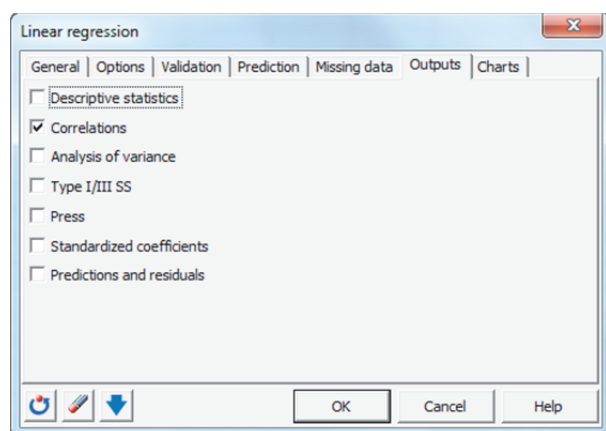 Linear regression
General Options Validation Prediction Missing data Outputs Charts
Descriptive statistics
Correlations
Analysis of variance
Type I/III SS
Press
Standardized coefficients
Predictions and residuals
OK Cancel Help